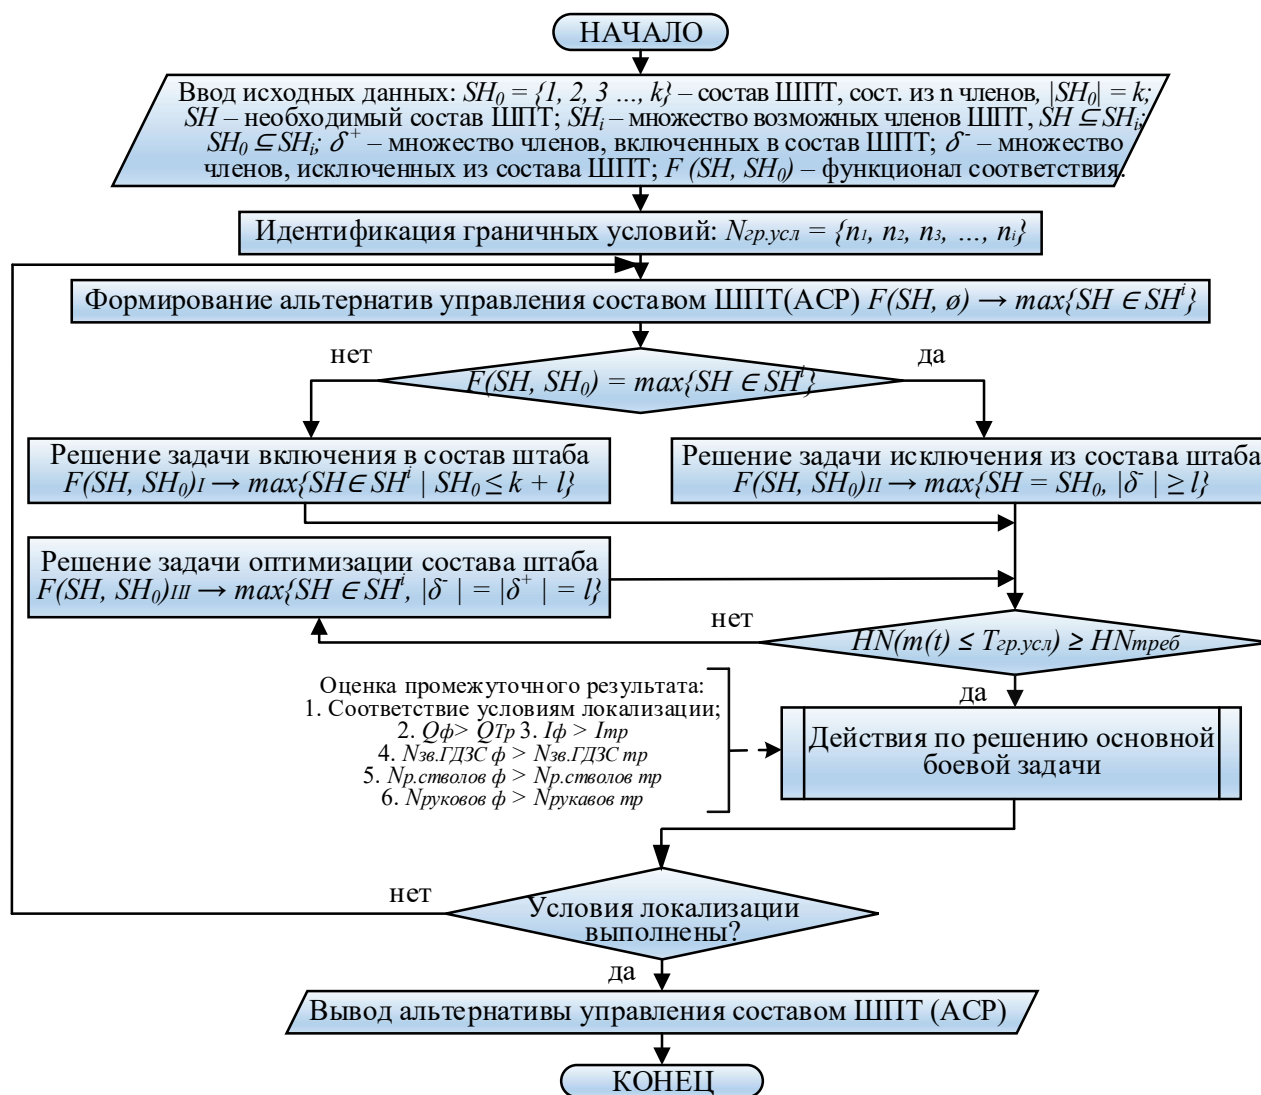 НАЧАЛО
Ввод исходных данных: SH₀ = {1, 2, 3 ..., k} – состав ШПТ, сост. из n членов, |SH₀| = k;
SH – необходимый состав ШПТ; SHᵢ – множество возможных членов ШПТ, SH ⊆ SHᵢ;
SH₀ ⊆ SHᵢ; δ⁺ – множество членов, включенных в состав ШПТ; δ⁻ – множество
членов, исключенных из состава ШПТ; F (SH, SH₀) – функционал соответствия.
Идентификация граничных условий: Nгр.усл = {n₁, n₂, n₃, ..., nᵢ}
Формирование альтернатив управления составом ШПТ(АСР) F(SH, ø) → max{SH ∈ SHⁱ}
нет
да
F(SH, SH₀) = max{SH ∈ SHⁱ}
Решение задачи включения в состав штаба
F(SH, SH₀)I → max{SH∈ SHⁱ | SH₀ ≤ k + l}
Решение задачи исключения из состава штаба
F(SH, SH₀)II → max{SH = SH₀, |δ⁻ | ≥ l}
Решение задачи оптимизации состава штаба
F(SH, SH₀)III → max{SH ∈ SHⁱ, |δ⁻ | = |δ⁺ | = l}
нет
HN(m(t) ≤ Tгр.усл) ≥ HNтреб
да
Оценка промежуточного результата:
1. Соответствие условиям локализации;
2. Qф> QТр 3. Iф > Iтр
4. Nзв.ГДЗС ф > Nзв.ГДЗС тр
5. Nр.стволов ф > Nр.стволов тр
6. Nруковов ф > Nрукавов тр
Действия по решению основной
боевой задачи
нет
Условия локализации
выполнены?
да
Вывод альтернативы управления составом ШПТ (АСР)
КОНЕЦ